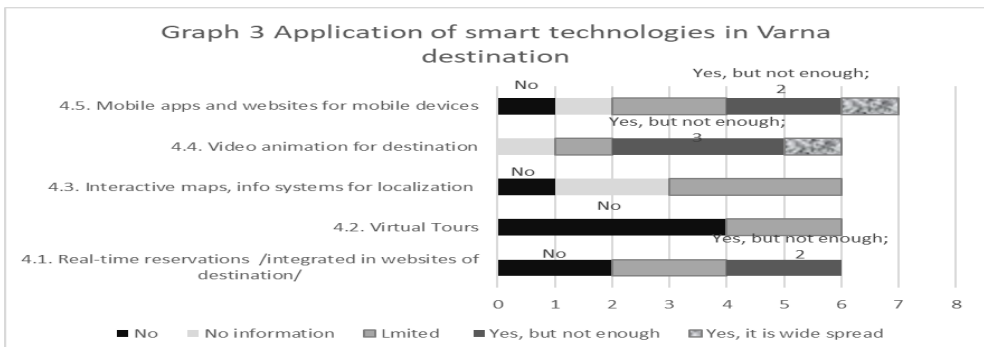 Graph 3 Application of smart technologies in Varna
destination
No
Yes, but not enough;
2
4.5. Mobile apps and websites for mobile devices
Yes, but not enough;
3
4.4. Video animation for destination
No
4.3. Interactive maps, info systems for localization
No
4.2. Virtual Tours
Yes, but not enough;
2
No
4.1. Real-time reservations /integrated in websites of
destination/
0 1 2 3 4 5 6 7 8
No No information Lmited Yes, but not enough Yes, it is wide spread